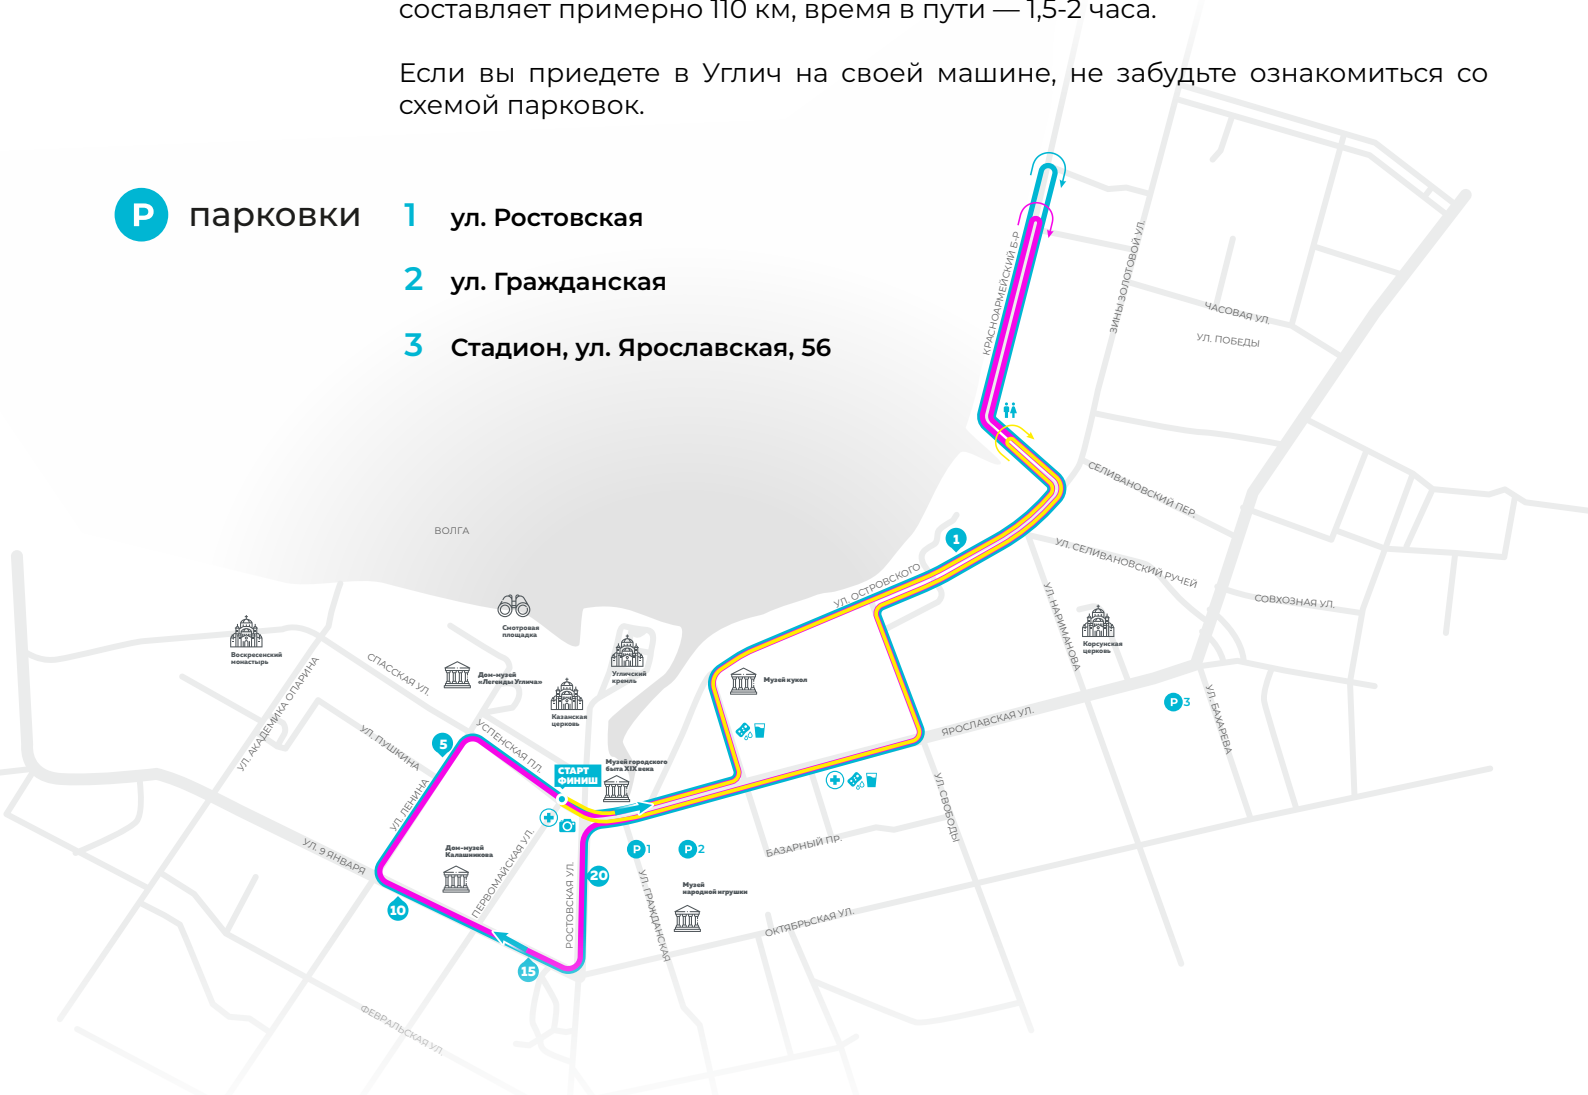 составляет примерно 110 км, время в пути — 1,5-2 часа.
Если вы приедете в Углич на своей машине, не забудьте ознакомиться со
схемой парковок.
P парковки
1 ул. Ростовская
2 ул. Гражданская
3 Стадион, ул. Ярославская, 56
КРАСНОАРМЕЙСКИЙ Б-Р
ЗИНЫ ЗОЛОТОВОЙ УЛ.
ЧАСОВАЯ УЛ.
УЛ. ПОБЕДЫ
СЕЛИВАНОВСКИЙ ПЕР.
ВОЛГА
1
УЛ. СЕЛИВАНОВСКИЙ РУЧЕЙ
УЛ. ОСТРОВСКОГО
УЛ. НАРИМАНОВА
СОВХОЗНАЯ УЛ.
Смотровая
площадка
Воскресенский
монастырь
Корсунская
церковь
СПАССКАЯ УЛ.
Дом-музей
«Легенды Углича»
Угличский
кремль
Музей кукол
УЛ. АКАДЕМИКА ОПАРИНА
Казанская
церковь
P 3
УЛ. БАХАРЕВА
ЯРОСЛАВСКАЯ УЛ.
УЛ. ПУШКИНА
5
УСПЕНСКАЯ ПЛ.
Музей городского
быта XIX века
СТАРТ
ФИНИШ
УЛ. ЛЕНИНА
УЛ. СВОБОДЫ
УЛ. 9 ЯНВАРЯ
Дом-музей
Калашникова
ПЕРВОМАЙСКАЯ УЛ.
P 1
P 2
БАЗАРНЫЙ ПР.
РОСТОВСКАЯ УЛ.
20
УЛ. ГРАЖДАНСКАЯ
Музей
народной игрушки
10
ОКТЯБРЬСКАЯ УЛ.
15
ФЕВРАЛЬСКАЯ УЛ.